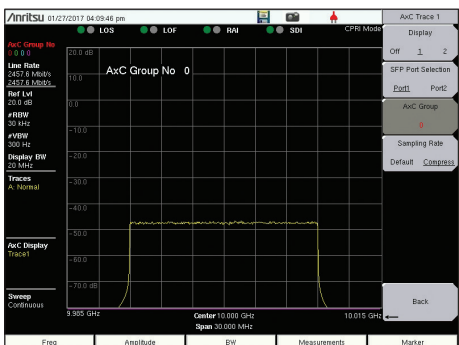 Anritsu 01/27/2017 04:09:46 pm
LOS LOF RAI SDI CPRI Mode
AxC Group No
0 0 0 0
Line Rate
2457.6 Mbit/s
2457.6 Mbit/s
Ref Lvl
20.0 dB
#RBW
30 kHz
#VBW
300 Hz
Display BW
20 MHz
Traces
A: Normal
AxC Display
Trace1
Sweep
Continuous
20.0 dB
AxC Group No 0
10.0
0.0
-10.0
-20.0
-30.0
-40.0
-50.0
-60.0
-70.0 dB
9.985 GHz
Center 10.000 GHz
10.015 GHz
Span 30.000 MHz
AxC Trace 1
Display
Off 1 2
SFP Port Selection
Port1 Port2
AxC Group
0
Sampling Rate
Default Compress
Back
Freq Amplitude BW Measurements Marker